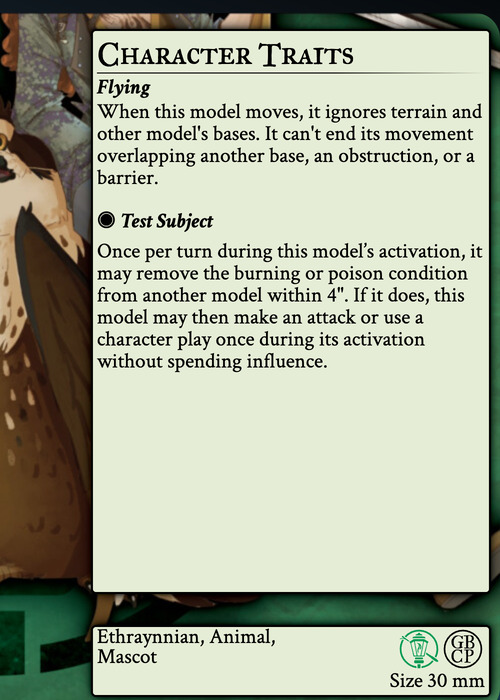 Character Traits
Flying
When this model moves, it ignores terrain and
other model's bases. It can't end its movement
overlapping another base, an obstruction, or a
barrier.
Test Subject
Once per turn during this model’s activation, it
may remove the burning or poison condition
from another model within 4". If it does, this
model may then make an attack or use a
character play once during its activation
without spending influence.
Ethraynnian, Animal,
Mascot
GB
CP
Size 30 mm